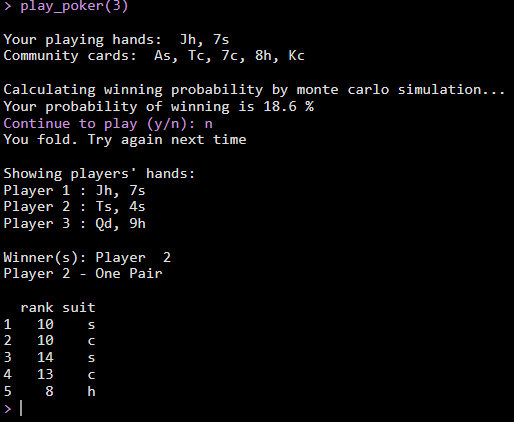 > play_poker(3)
Your playing hands:  Jh, 7s
Community cards:  As, Tc, 7c, 8h, Kc
Calculating winning probability by monte carlo simulation...
Your probability of winning is 18.6 %
Continue to play (y/n): n
You fold. Try again next time
Showing players' hands:
Player 1 : Jh, 7s
Player 2 : Ts, 4s
Player 3 : Qd, 9h
Winner(s): Player  2
Player 2 - One Pair
  rank suit
1   10    s
2   10    c
3   14    s
4   13    c
5    8    h
>